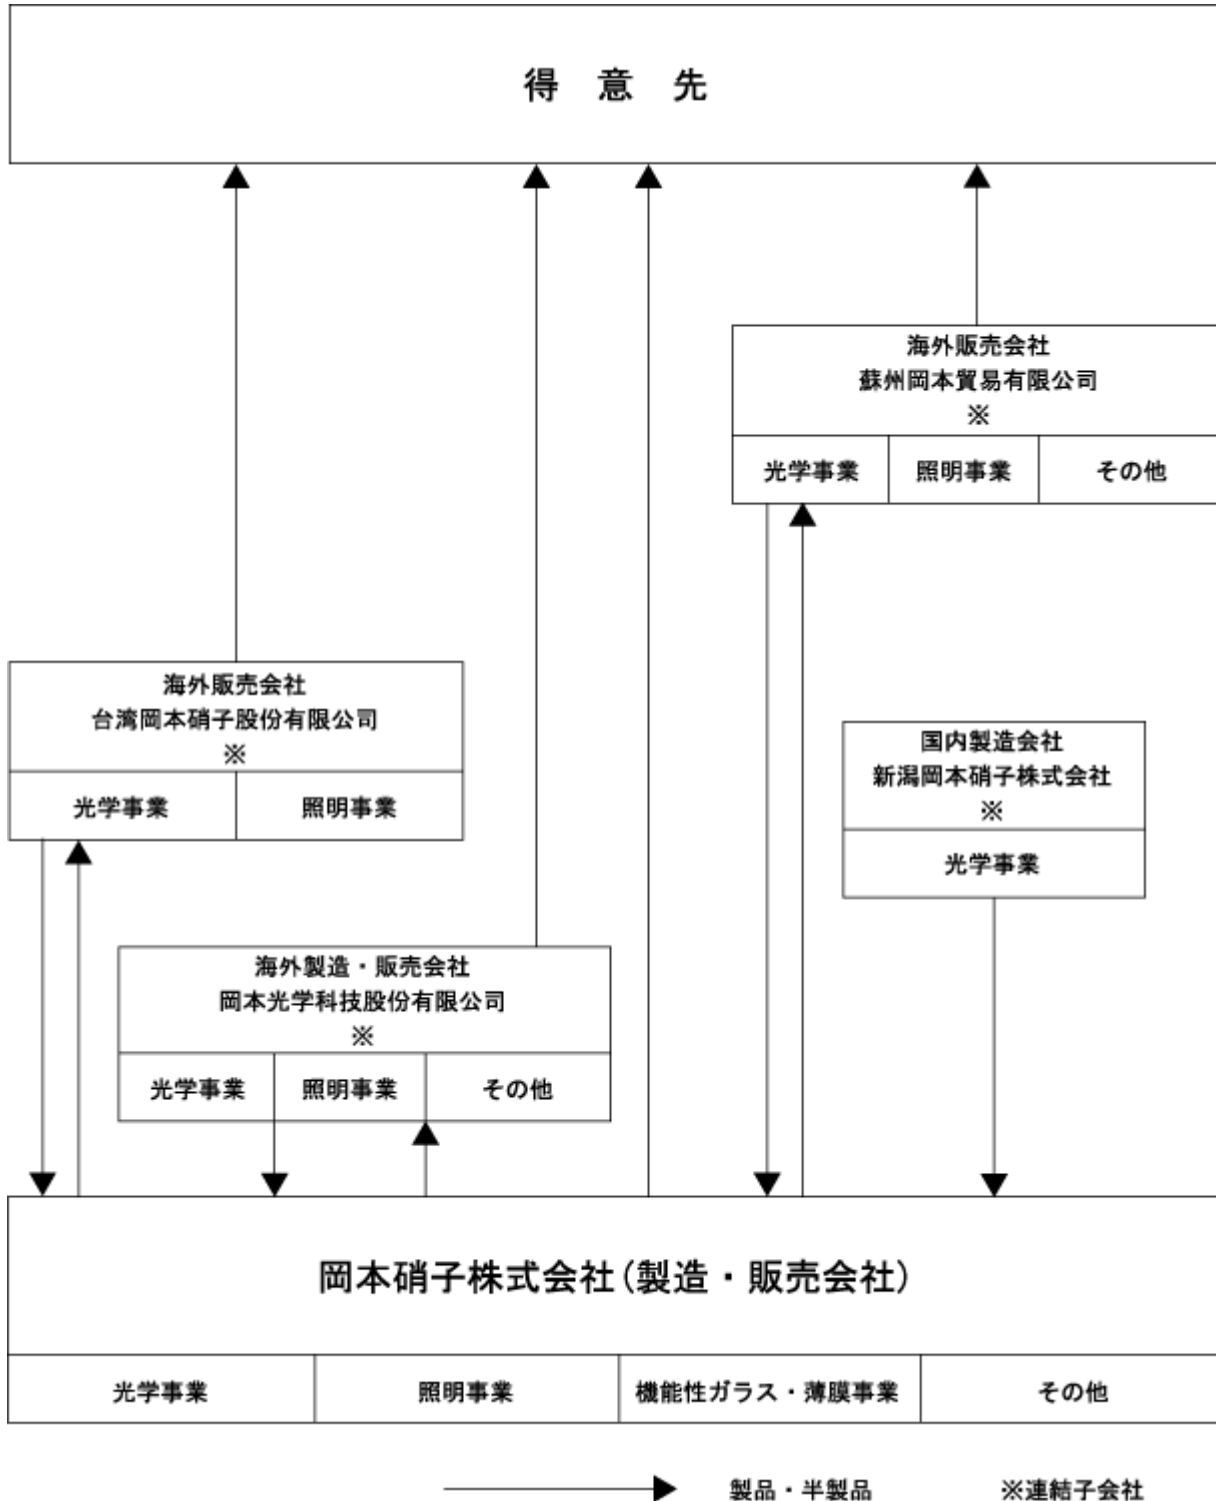 得 意 先
海外販売会社
蘇州岡本貿易有限公司
※
光学事業 照明事業 その他
海外販売会社
台湾岡本硝子股份有限公司
※
光学事業 照明事業
国内製造会社
新潟岡本硝子株式会社
※
光学事業
海外製造・販売会社
岡本光学科技股份有限公司
※
光学事業 照明事業 その他
岡本硝子株式会社(製造・販売会社)
光学事業 照明事業 機能性ガラス・薄膜事業 その他
製品・半製品 ※連結子会社